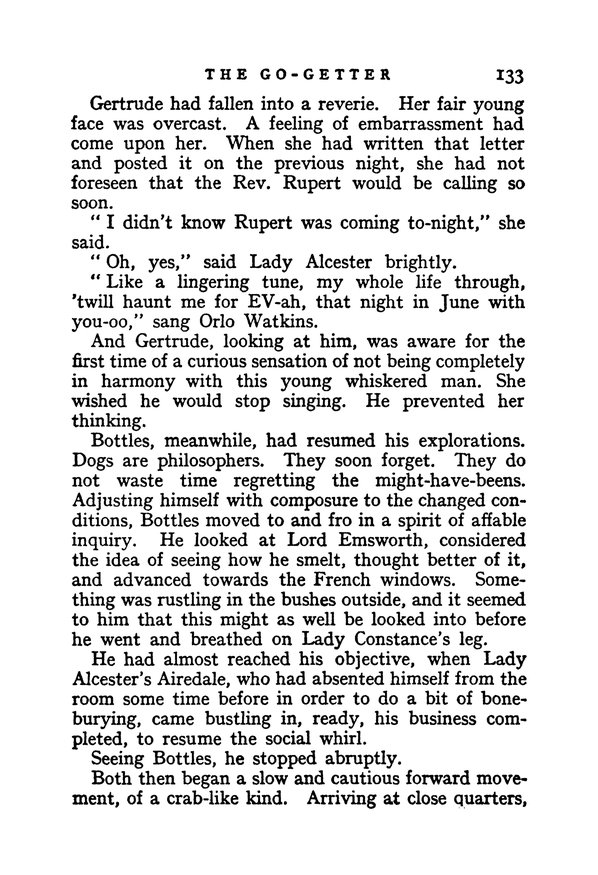 THE GO-GETTER 133
Gertrude had fallen into a reverie. Her fair young
face was overcast. A feeling of embarrassment had
come upon her. When she had written that letter
and posted it on the previous night, she had not
foreseen that the Rev. Rupert would be calling so
soon.
" I didn't know Rupert was coming to-night," she
said.
" Oh, yes," said Lady Alcester brightly.
" Like a lingering tune, my whole life through,
'twill haunt me for EV-ah, that night in June with
you-oo," sang Orlo Watkins.
And Gertrude, looking at him, was aware for the
first time of a curious sensation of not being completely
in harmony with this young whiskered man. She
wished he would stop singing. He prevented her
thinking.
Bottles, meanwhile, had resumed his explorations.
Dogs are philosophers. They soon forget. They do
not waste time regretting the might-have-beens.
Adjusting himself with composure to the changed con-
ditions, Bottles moved to and fro in a spirit of affable
inquiry. He looked at Lord Emsworth, considered
the idea of seeing how he smelt, thought better of it,
and advanced towards the French windows. Some-
thing was rustling in the bushes outside, and it seemed
to him that this might as well be looked into before
he went and breathed on Lady Constance's leg.
He had almost reached his objective, when Lady
Alcester's Airedale, who had absented himself from the
room some time before in order to do a bit of bone-
burying, came bustling in, ready, his business com-
pleted, to resume the social whirl.
Seeing Bottles, he stopped abruptly.
Both then began a slow and cautious forward move-
ment, of a crab-like kind. Arriving at close quarters,